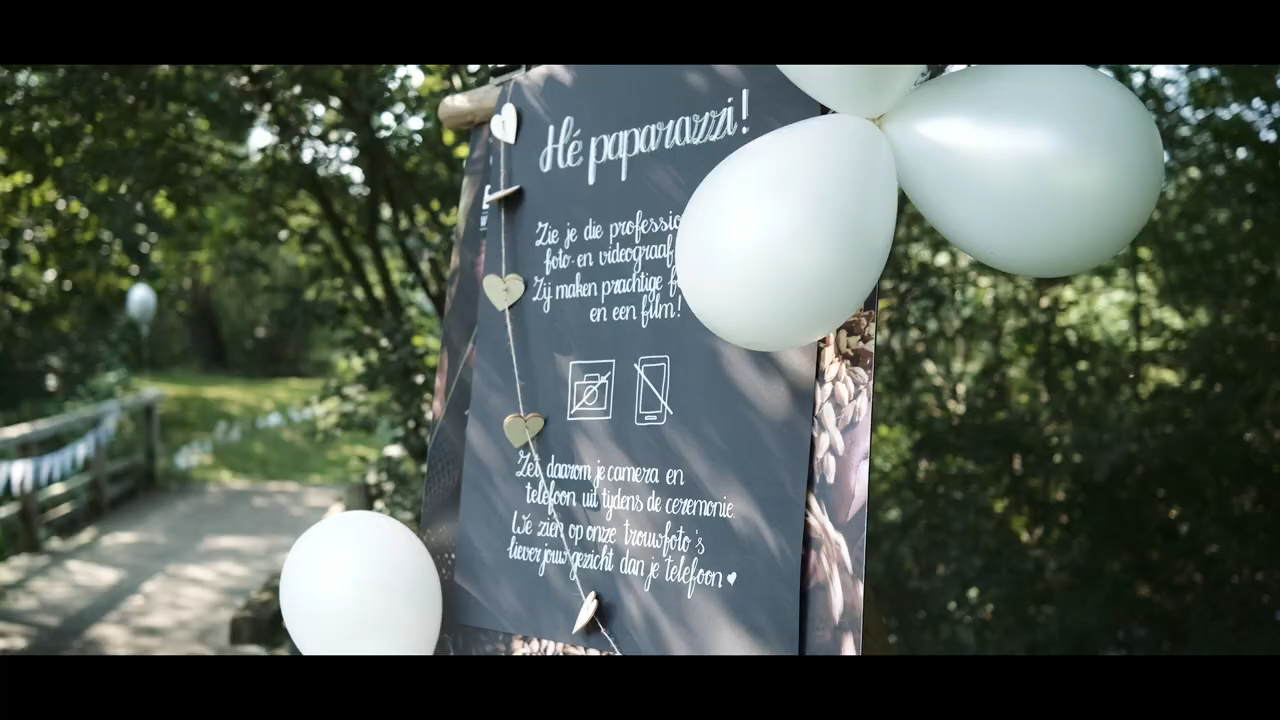 Hé paparazzi!
Zie je die
foto- en videograaf
Zij maken prachtige
en een film!
Zet daarom je camera en
telefoon uit tijdens de ceremonie.
We zien op onze trouwfoto's
liever jouw gezicht dan je telefoon